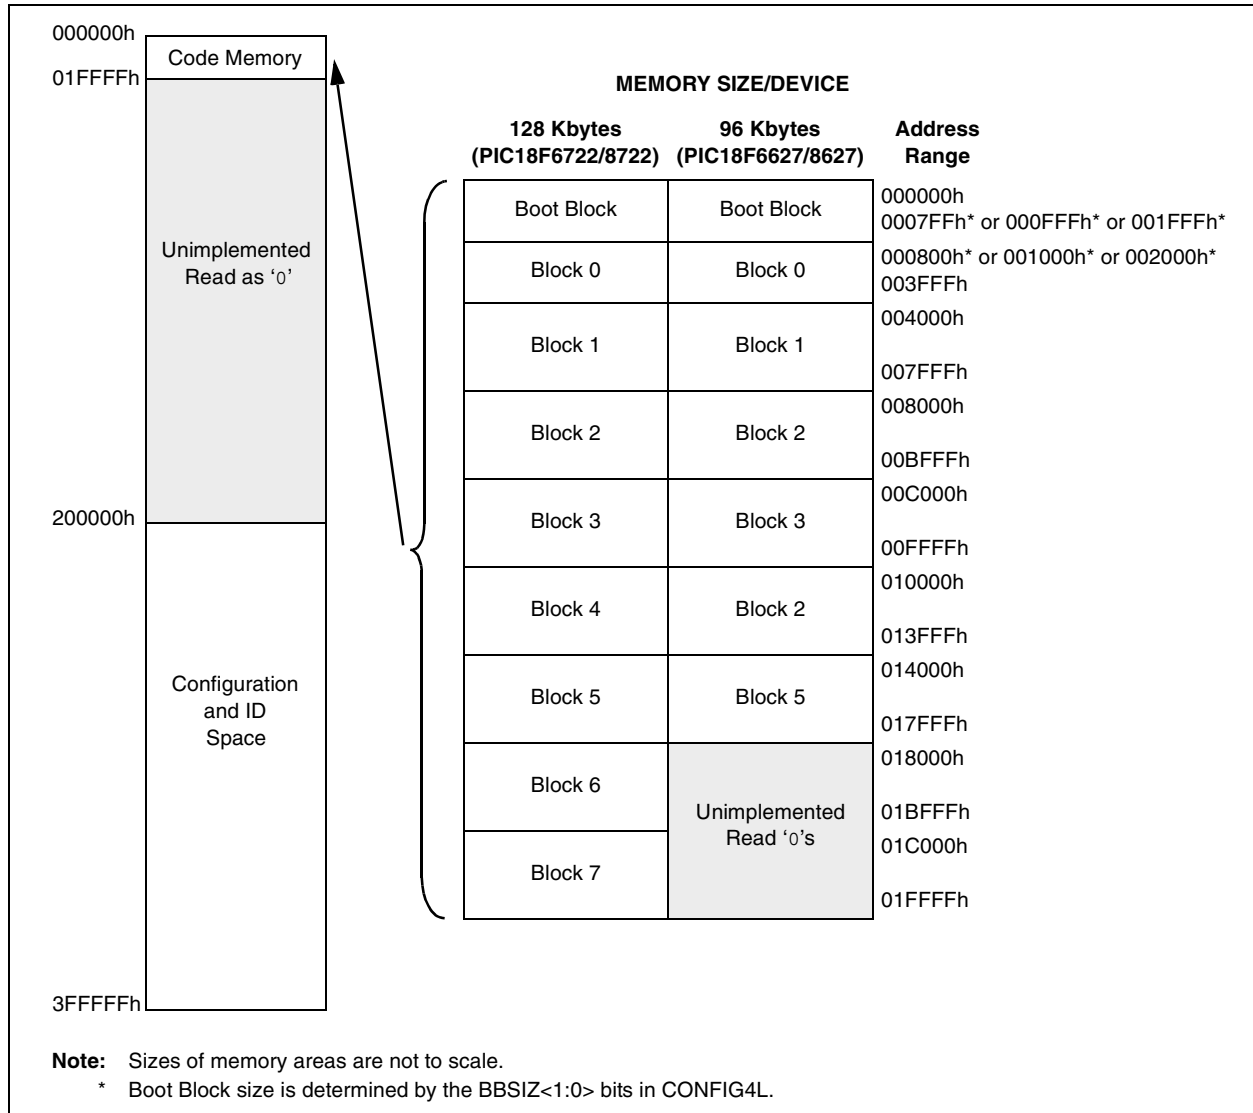 000000h
Code Memory
01FFFFh
Unimplemented
Read as ‘0’
200000h
Configuration
and ID
Space
3FFFFFh
MEMORY SIZE/DEVICE
128 Kbytes
(PIC18F6722/8722)
96 Kbytes
(PIC18F6627/8627)
Address
Range
Boot Block
Boot Block
000000h
0007FFh* or 000FFFh* or 001FFFh*
Block 0
Block 0
000800h* or 001000h* or 002000h*
003FFFh
Block 1
Block 1
004000h
007FFFh
Block 2
Block 2
008000h
00BFFFh
Block 3
Block 3
00C000h
00FFFFh
Block 4
Block 2
010000h
013FFFh
Block 5
Block 5
014000h
017FFFh
Block 6
Unimplemented
Read ‘0’s
018000h
01BFFFh
Block 7
01C000h
01FFFFh
Note: Sizes of memory areas are not to scale.
* Boot Block size is determined by the BBSIZ<1:0> bits in CONFIG4L.